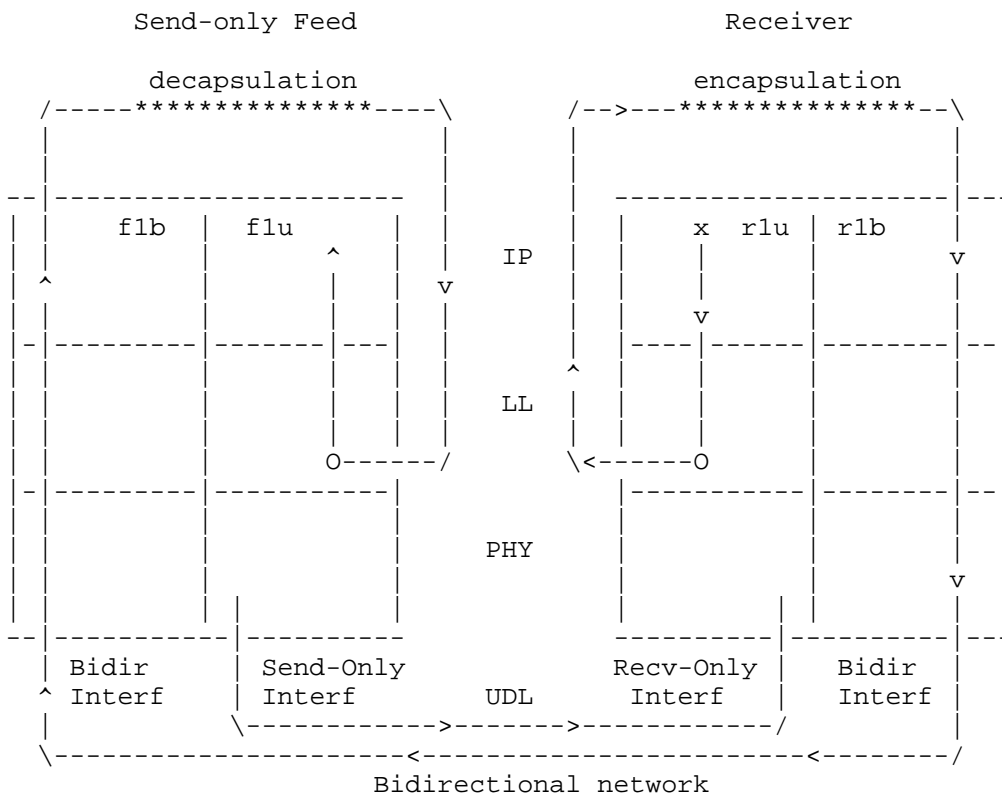 Send-only Feed Receiver
decapsulation encapsulation
/-----***************----\ /-->---***************--\
f1b | f1u x r1u | r1b
IP
LL
O------/ \<------O
PHY
Bidir Send-Only Recv-Only Bidir
Interf Interf UDL Interf Interf
\----------->------->------------/
\----------------------<------------------------<--------/
Bidirectional network